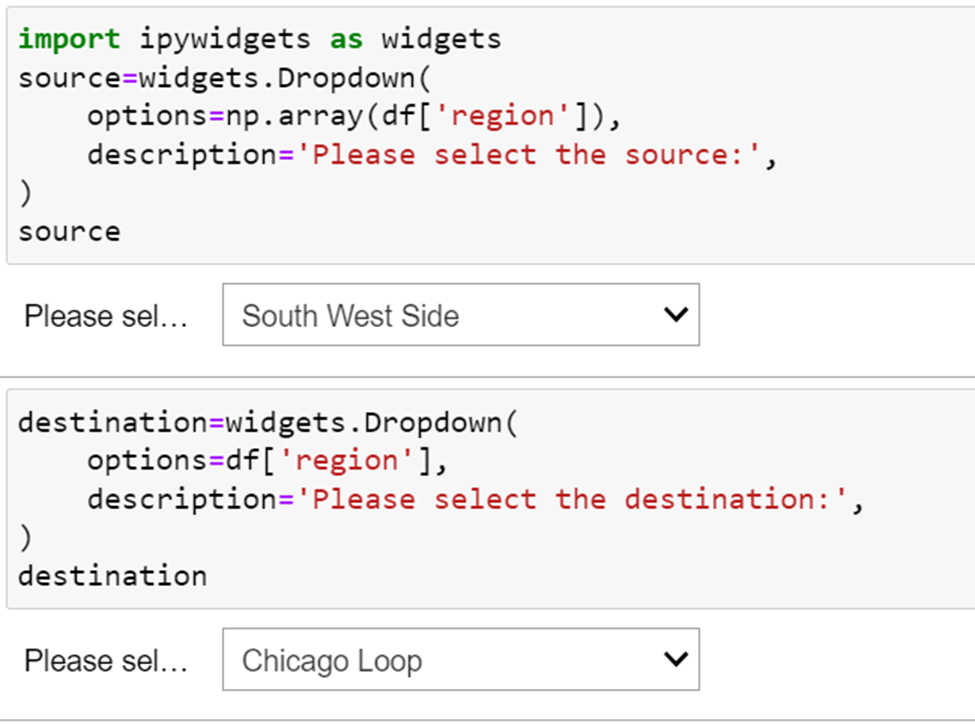 import ipywidgets as widgets
source=widgets.Dropdown(
    options=np.array(df['region']),
    description='Please select the source:',
)
source
Please sel... South West Side
destination=widgets.Dropdown(
    options=df['region'],
    description='Please select the destination:',
)
destination
Please sel... Chicago Loop